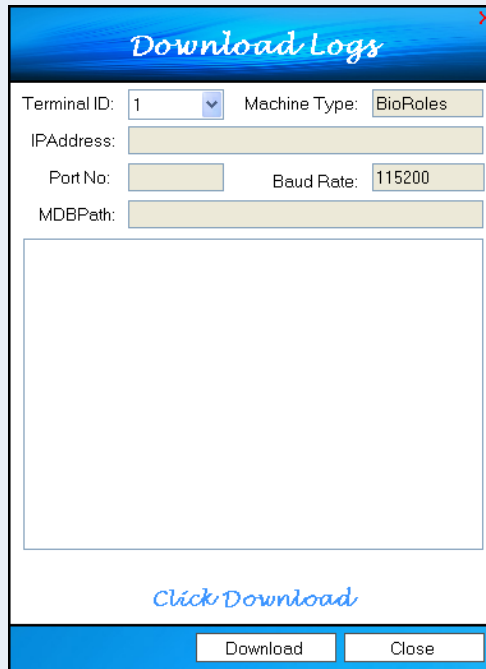 Download Logs
Terminal ID: 1 Machine Type: BioRoles
IPAddress:
Port No: Baud Rate: 115200
MDBPath:
Click Download
Download Close